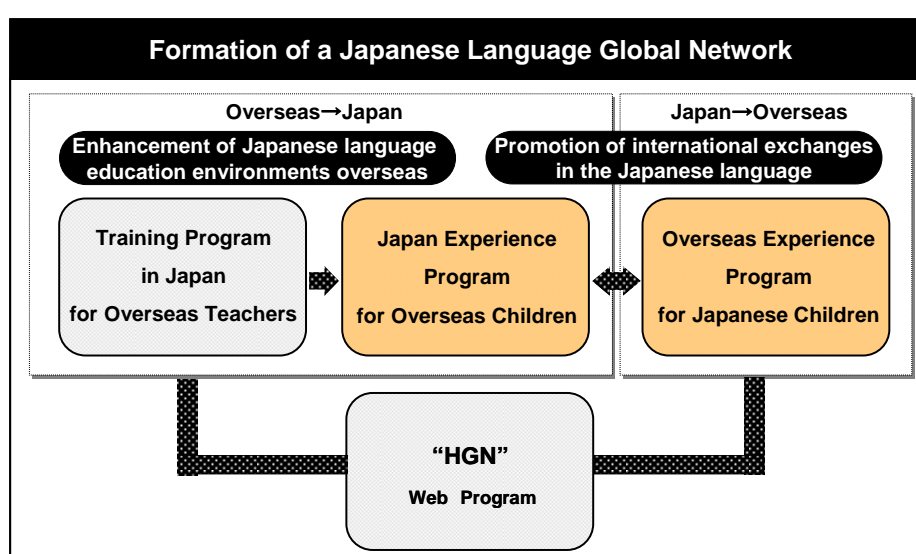 Formation of a Japanese Language Global Network
Overseas→Japan
Japan→Overseas
Enhancement of Japanese language
education environments overseas
Promotion of international exchanges
in the Japanese language
Training Program
in Japan
for Overseas Teachers
Japan Experience
Program
for Overseas Children
Overseas Experience
Program
for Japanese Children
“HGN”
Web Program